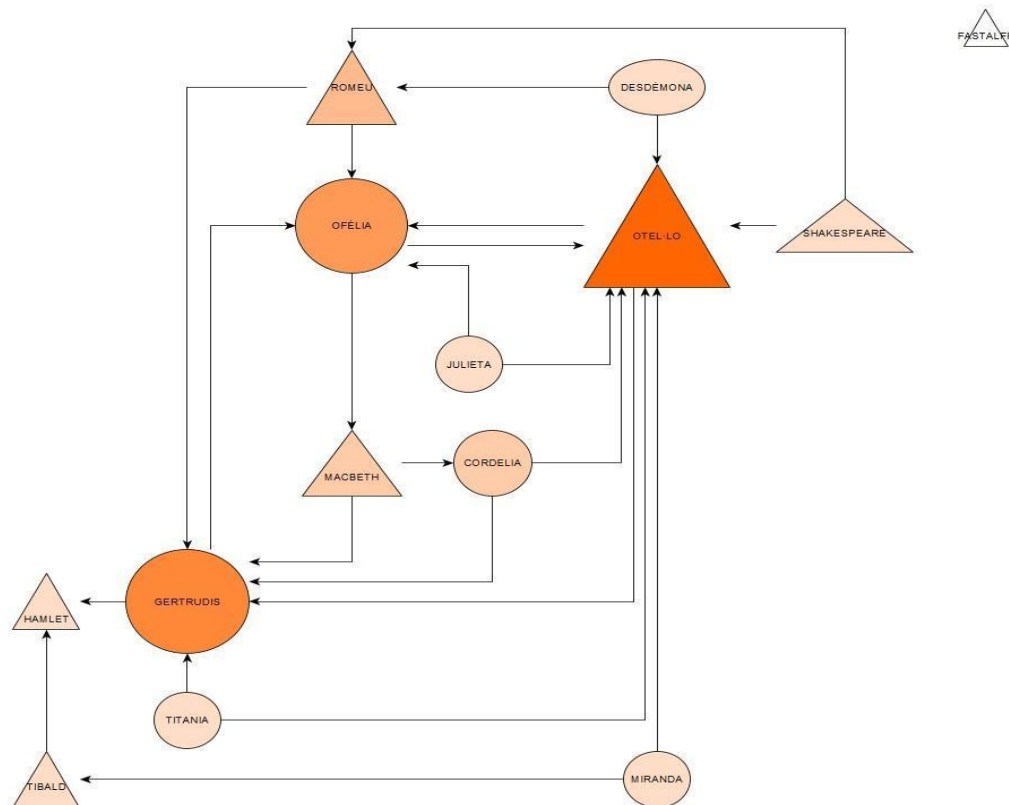 FASTALFI
ROMEU
DESDÈMONA
OFÈLIA
OTEL·LO
SHAKESPEARE
JULIETA
MACBETH
CORDELIA
GERTRUDIS
HAMLET
TITANIA
TIBALD
MIRANDA